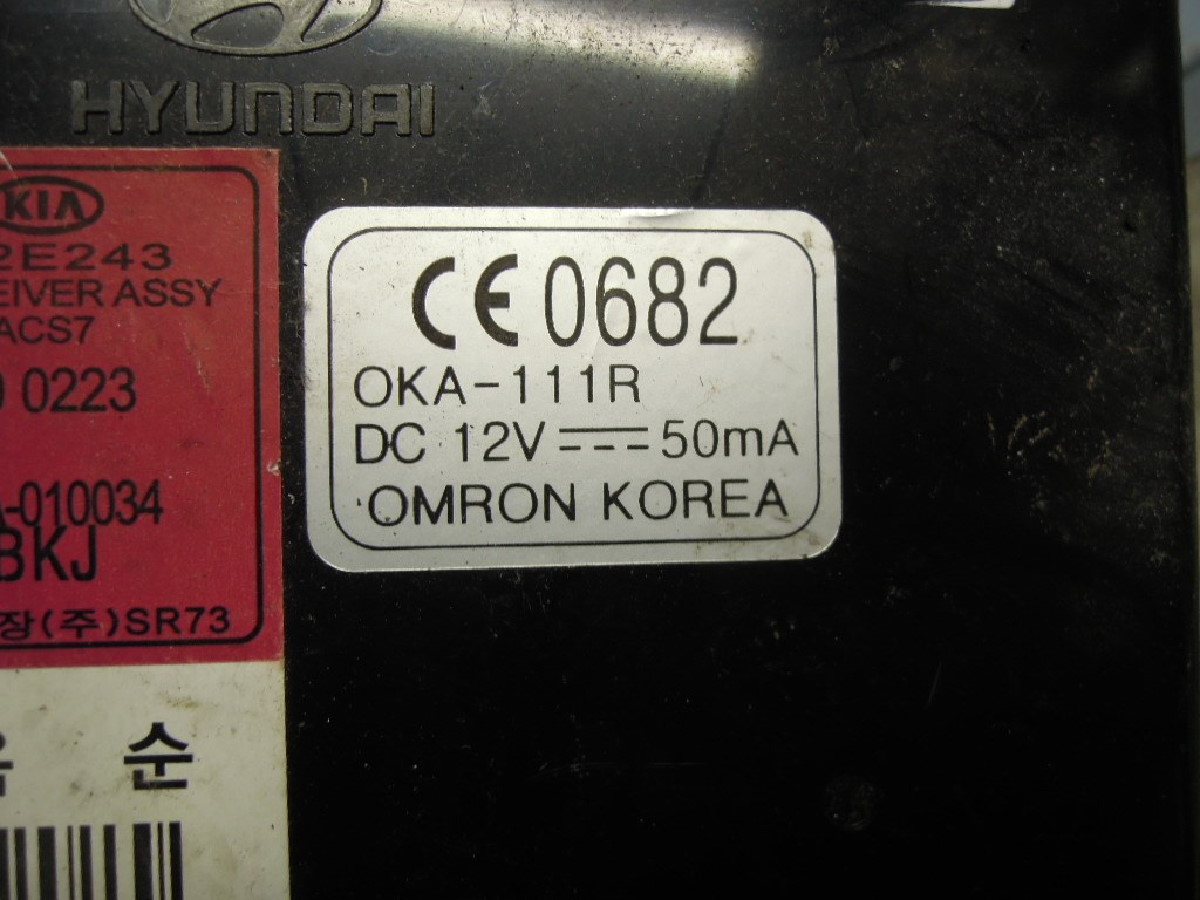 HYUNDAI
KIA
2E243
EIVER ASSY
ACS7
0223
A-010034
BKJ
장(주)SR73
순
CE 0682
OKA-111R
DC 12V 50mA
OMRON KOREA